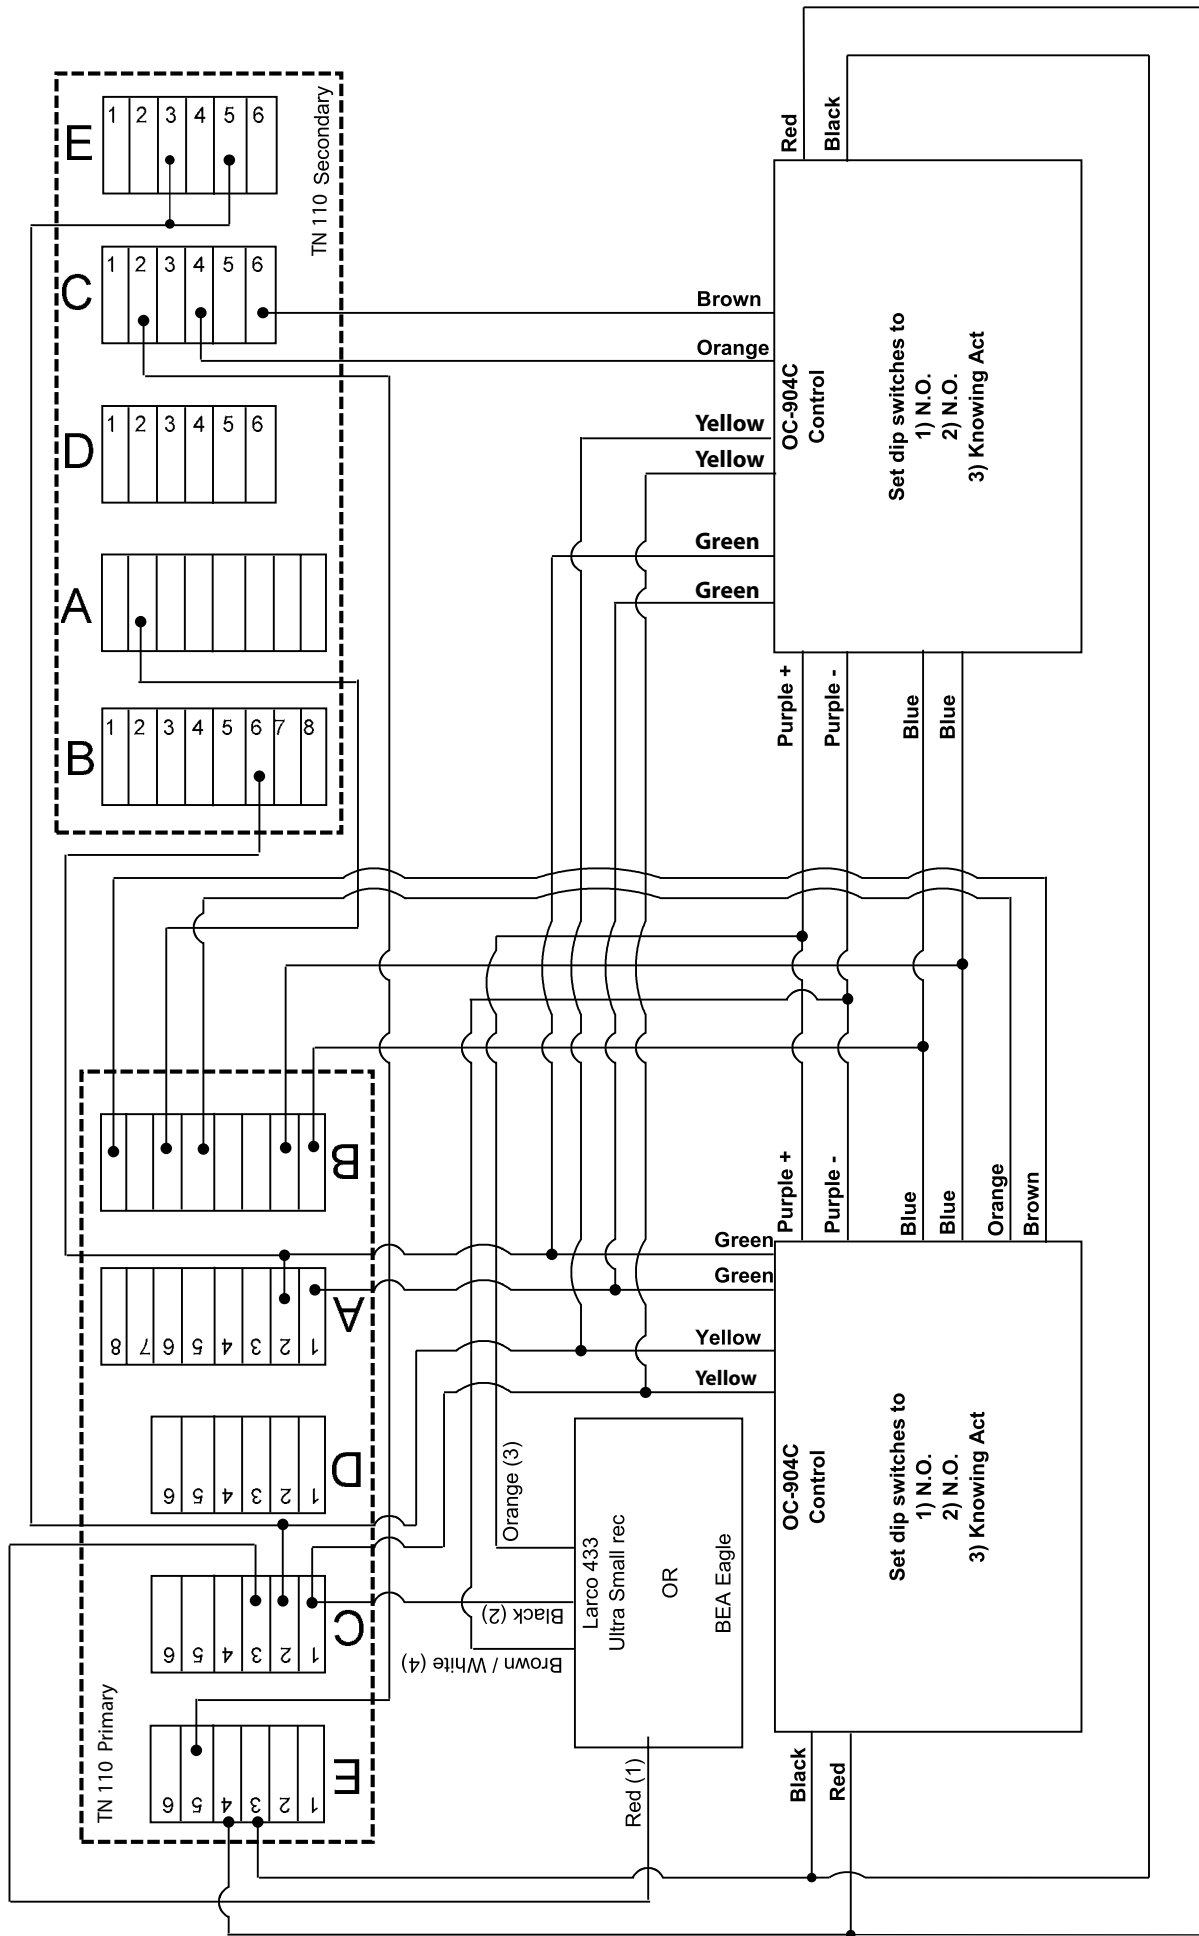 E
1 2 3 4 5 6
TN 110 Secondary
C
1 2 3 4 5 6
D
1 2 3 4 5 6
A
B
1 2 3 4 5 6 7 8
Red
Black
Brown
Orange
Yellow
Yellow
Green
Green
OC-904C
Control
Set dip switches to
1) N.O.
2) N.O.
3) Knowing Act
Purple +
Purple -
Blue
Blue
TN 110 Primary
B
A
8 7 6 5 4 3 2 1
D
6 5 4 3 2 1
C
6 5 4 3 2 1
E
6 5 4 3 2 1
Purple +
Purple -
Blue
Blue
Orange
Brown
Green
Green
Yellow
Yellow
OC-904C
Control
Set dip switches to
1) N.O.
2) N.O.
3) Knowing Act
Black
Red
Orange (3)
Black (2)
Brown / White (4)
Red (1)
Larco 433
Ultra Small rec
OR
BEA Eagle